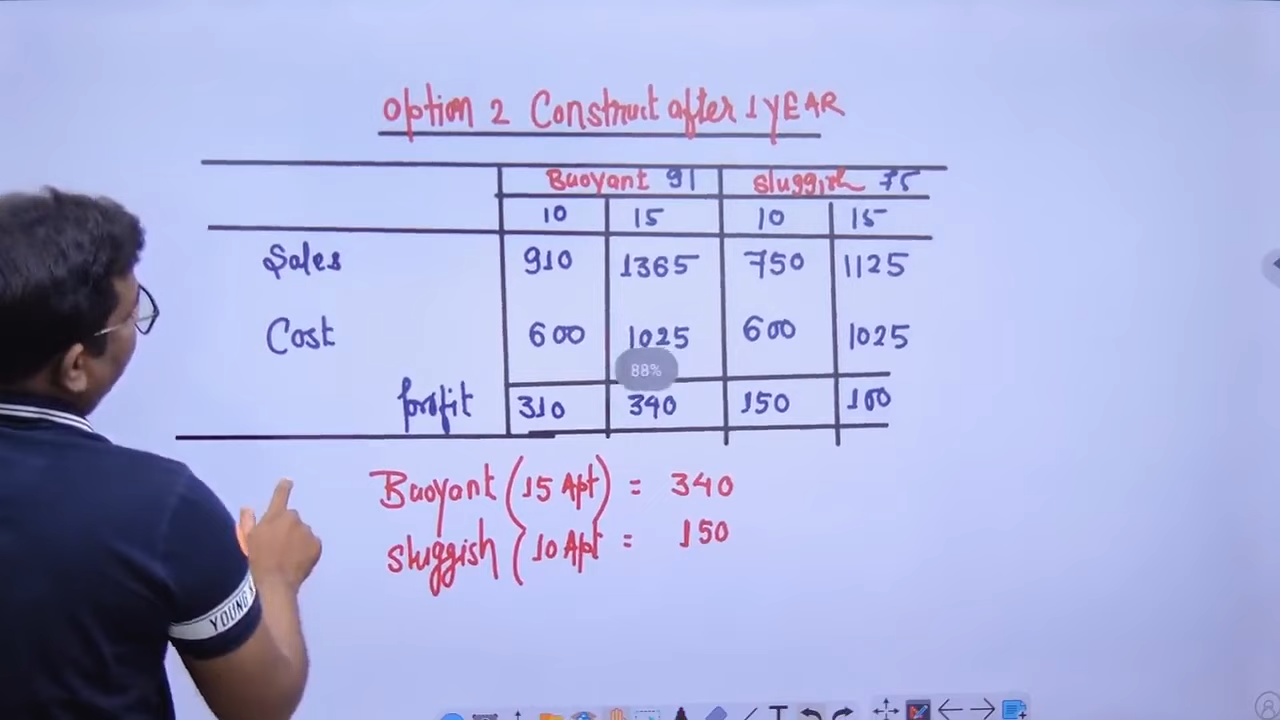 Option 2 Construct after 1 YEAR
Buoyant 91 Sluggish 75
10 15 10 15
Sales 910 1365 750 1125
Cost 600 1025 600 1025
88%
Profit 310 340 150 100
Buoyant (15 Apt) = 340
Sluggish (10 Apt = 150
YOUNG